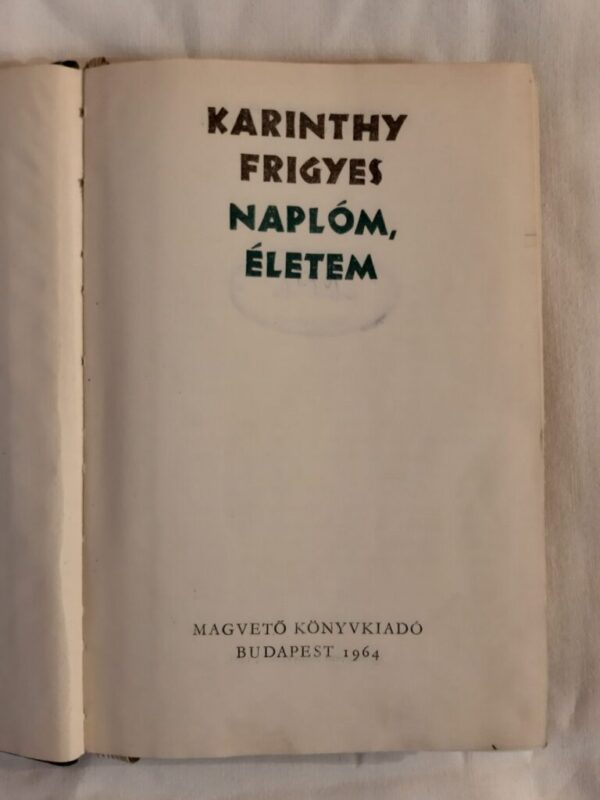 KARINTHY
FRIGYES
NAPLÓM,
ÉLETEM
MAGVETŐ KÖNYVKIADÓ
BUDAPEST 1964